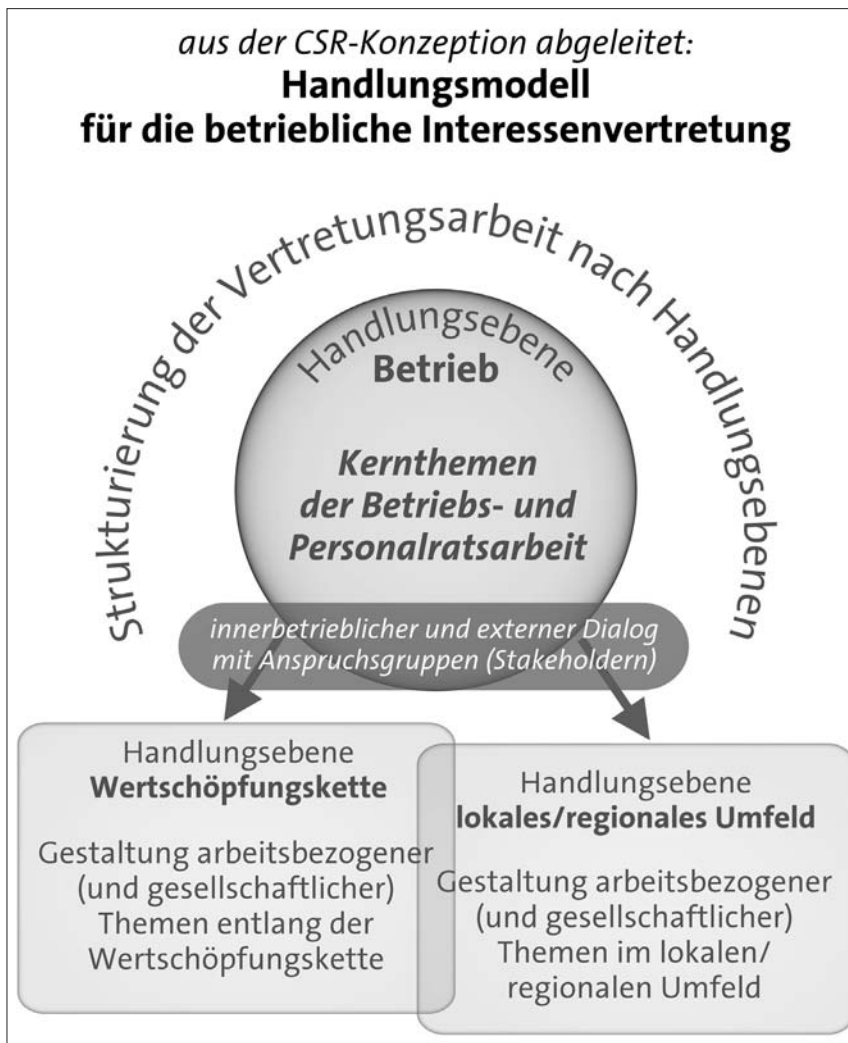 aus der CSR-Konzeption abgeleitet:
Handlungsmodell
für die betriebliche Interessenvertretung
Strukturierung der Vertretungsarbeit nach Handlungsebenen
Handlungsebene
Betrieb
Kernthemen
der Betriebs- und
Personalratsarbeit
innerbetrieblicher und externer Dialog
mit Anspruchsgruppen (Stakeholdern)
Handlungsebene
Wertschöpfungskette
Gestaltung arbeitsbezogener
(und gesellschaftlicher)
Themen entlang der
Wertschöpfungskette
Handlungsebene
lokales/regionales Umfeld
Gestaltung arbeitsbezogener
(und gesellschaftlicher)
Themen im lokalen/
regionalen Umfeld